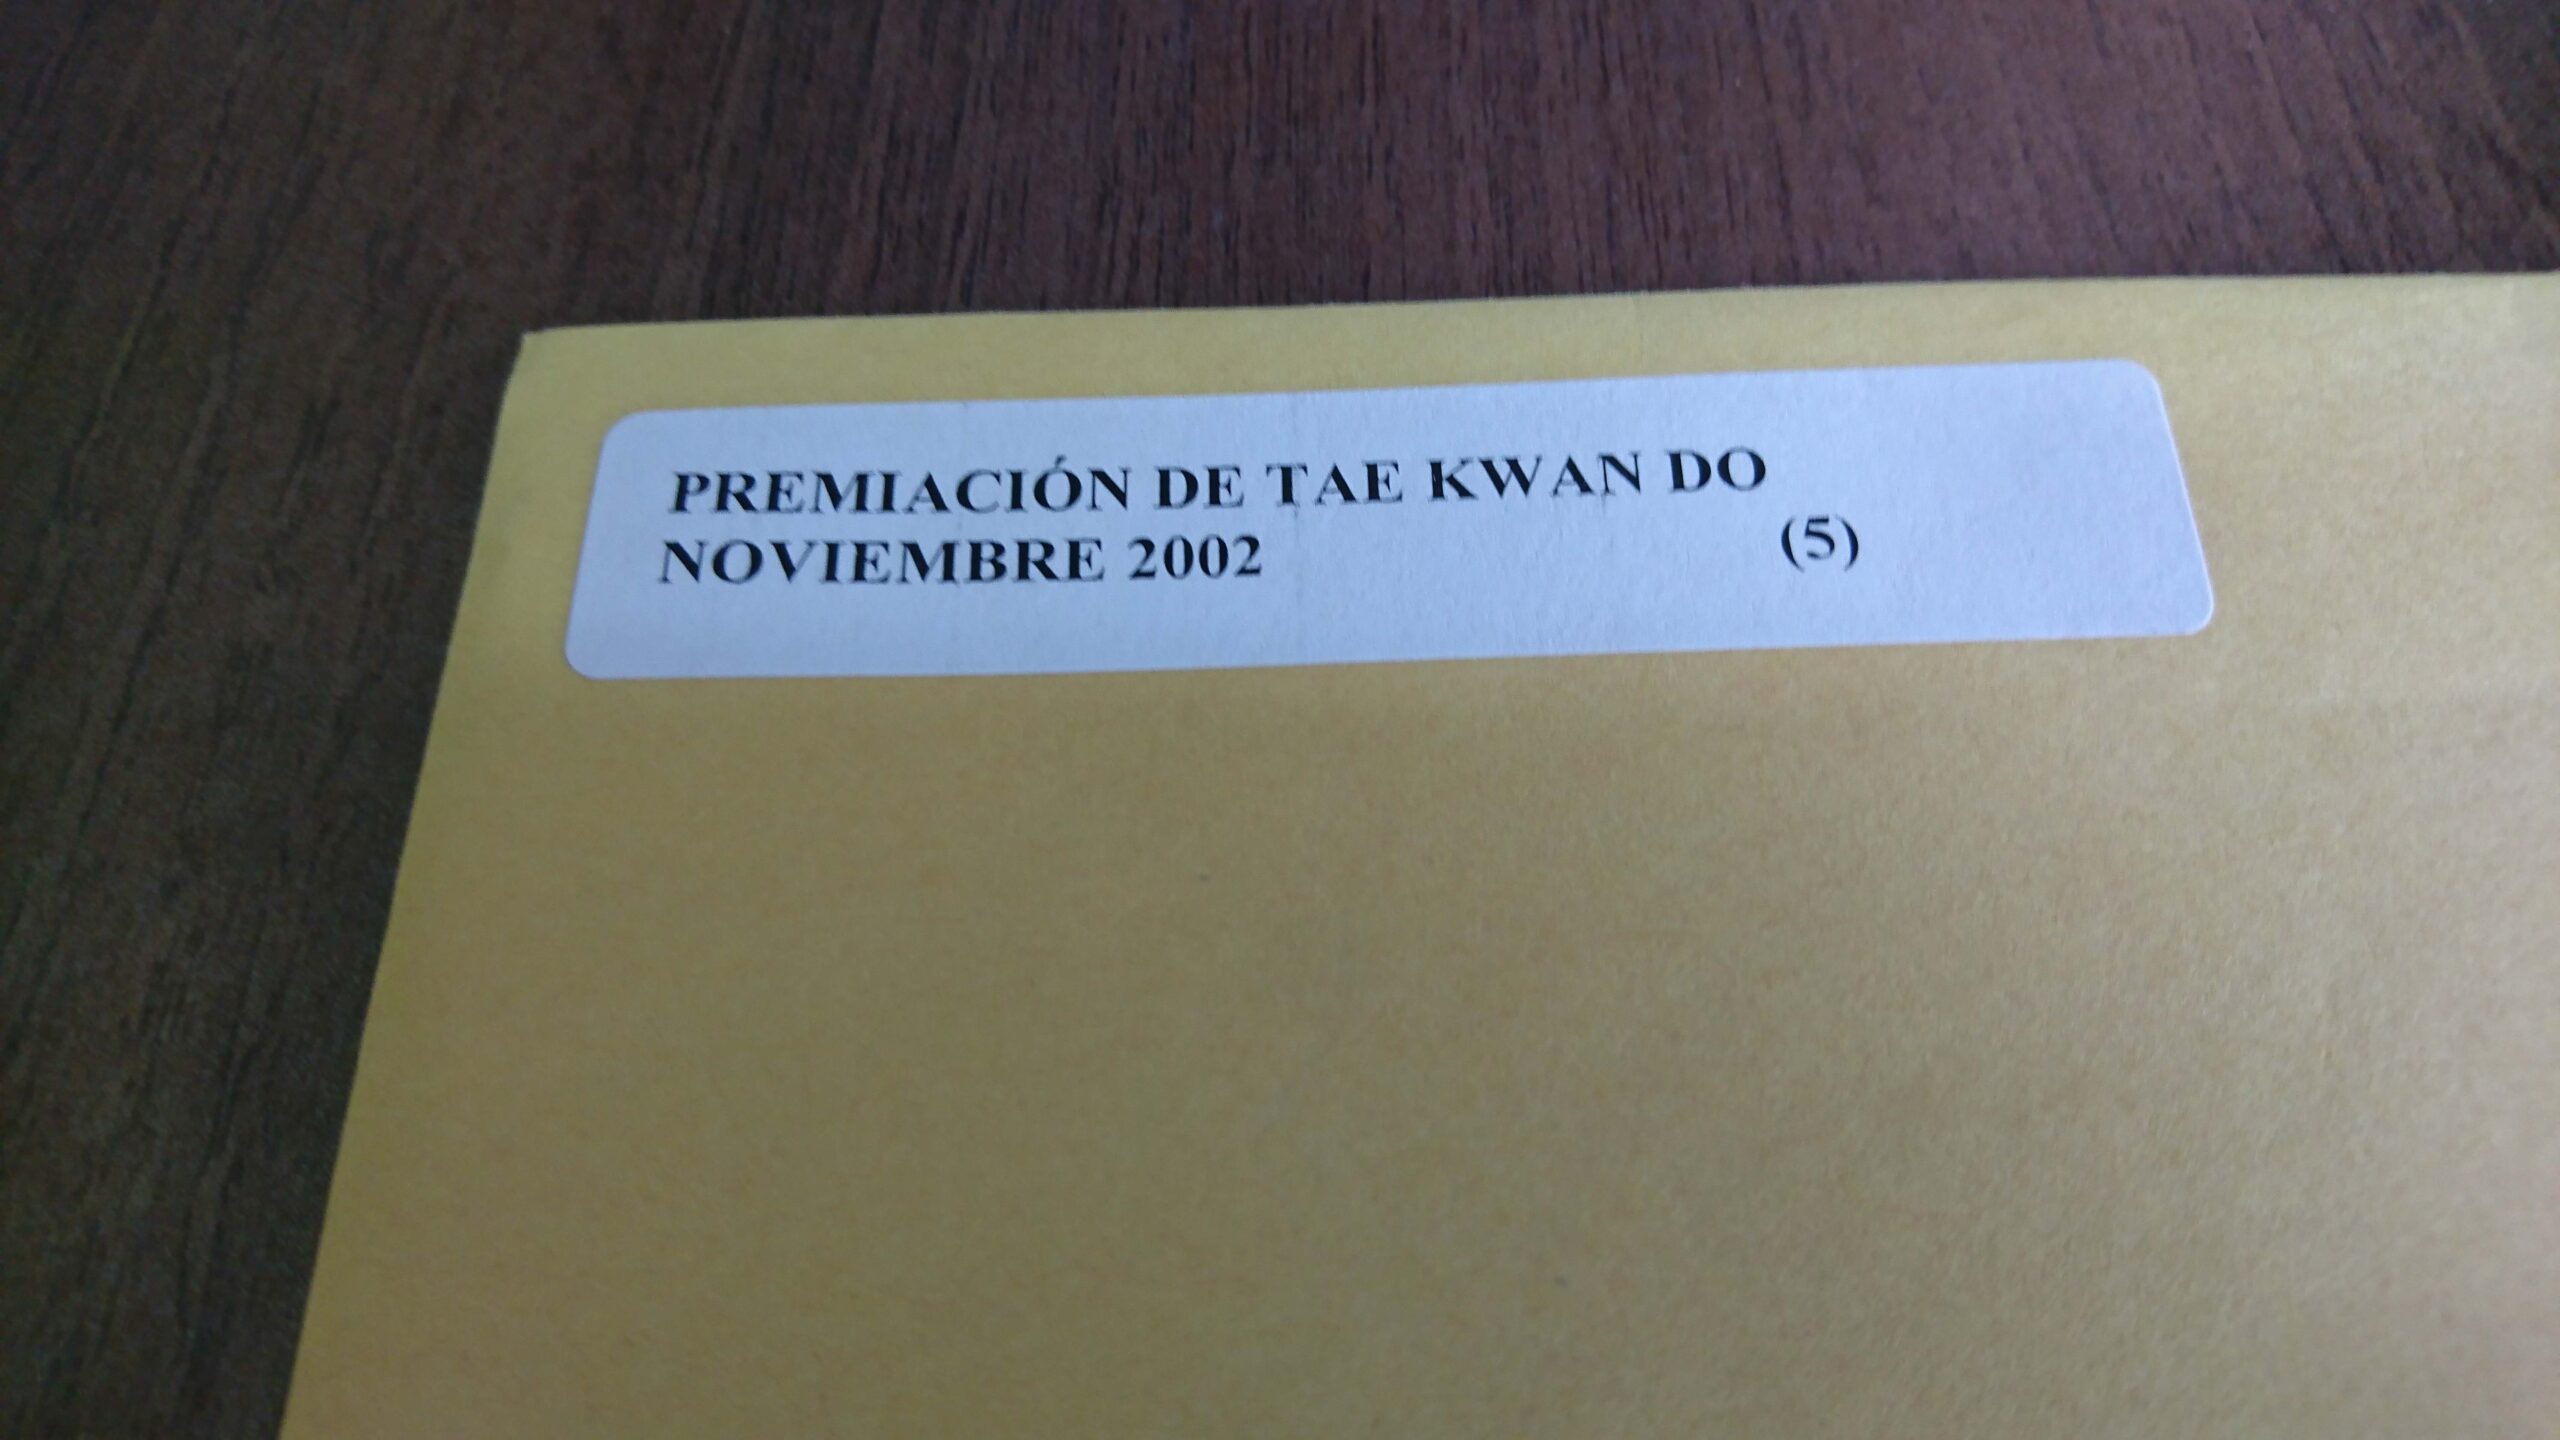 PREMIACIÓN DE TAE KWAN DO
NOVIEMBRE 2002 (5)